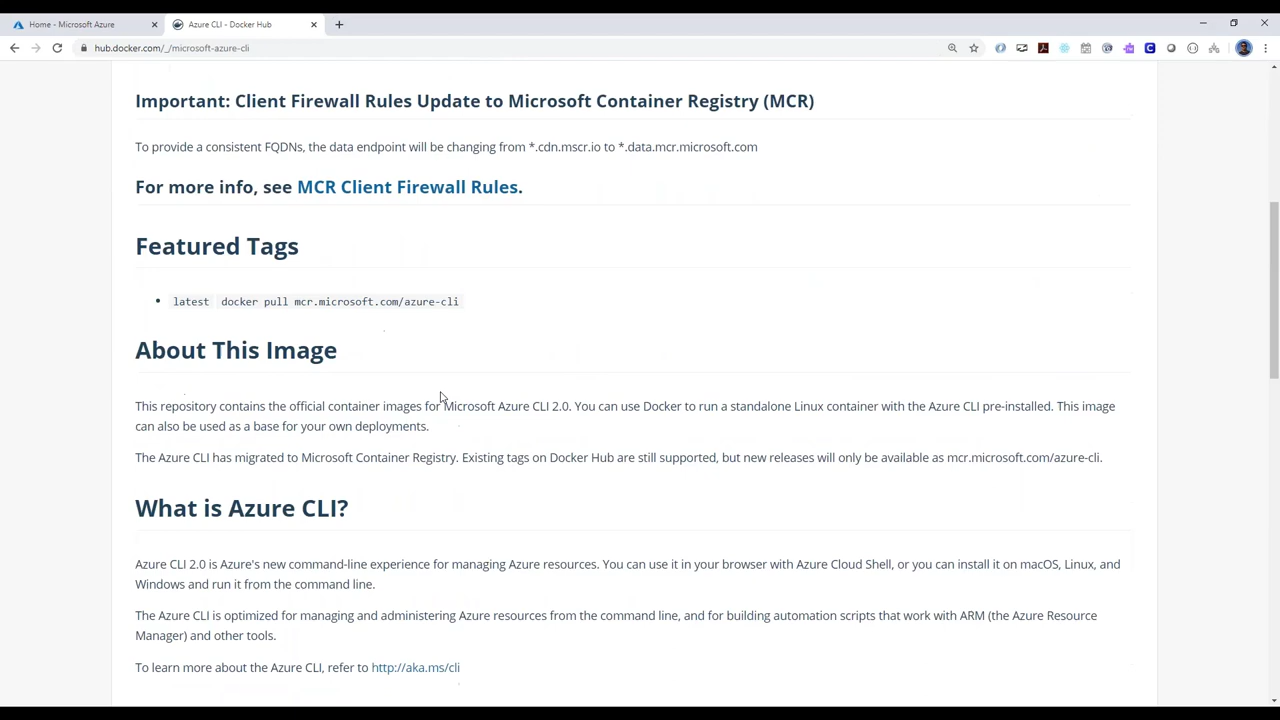 Home - Microsoft Azure
Azure CLI - Docker Hub
hub.docker.com/_/microsoft-azure-cli
Important: Client Firewall Rules Update to Microsoft Container Registry (MCR)
To provide a consistent FQDNs, the data endpoint will be changing from *.cdn.mscr.io to *.data.mcr.microsoft.com
For more info, see MCR Client Firewall Rules.
Featured Tags
latest docker pull mcr.microsoft.com/azure-cli
About This Image
This repository contains the official container images for Microsoft Azure CLI 2.0. You can use Docker to run a standalone Linux container with the Azure CLI pre-installed. This image
can also be used as a base for your own deployments.
The Azure CLI has migrated to Microsoft Container Registry. Existing tags on Docker Hub are still supported, but new releases will only be available as mcr.microsoft.com/azure-cli.
What is Azure CLI?
Azure CLI 2.0 is Azure's new command-line experience for managing Azure resources. You can use it in your browser with Azure Cloud Shell, or you can install it on macOS, Linux, and
Windows and run it from the command line.
The Azure CLI is optimized for managing and administering Azure resources from the command line, and for building automation scripts that work with ARM (the Azure Resource
Manager) and other tools.
To learn more about the Azure CLI, refer to http://aka.ms/cli